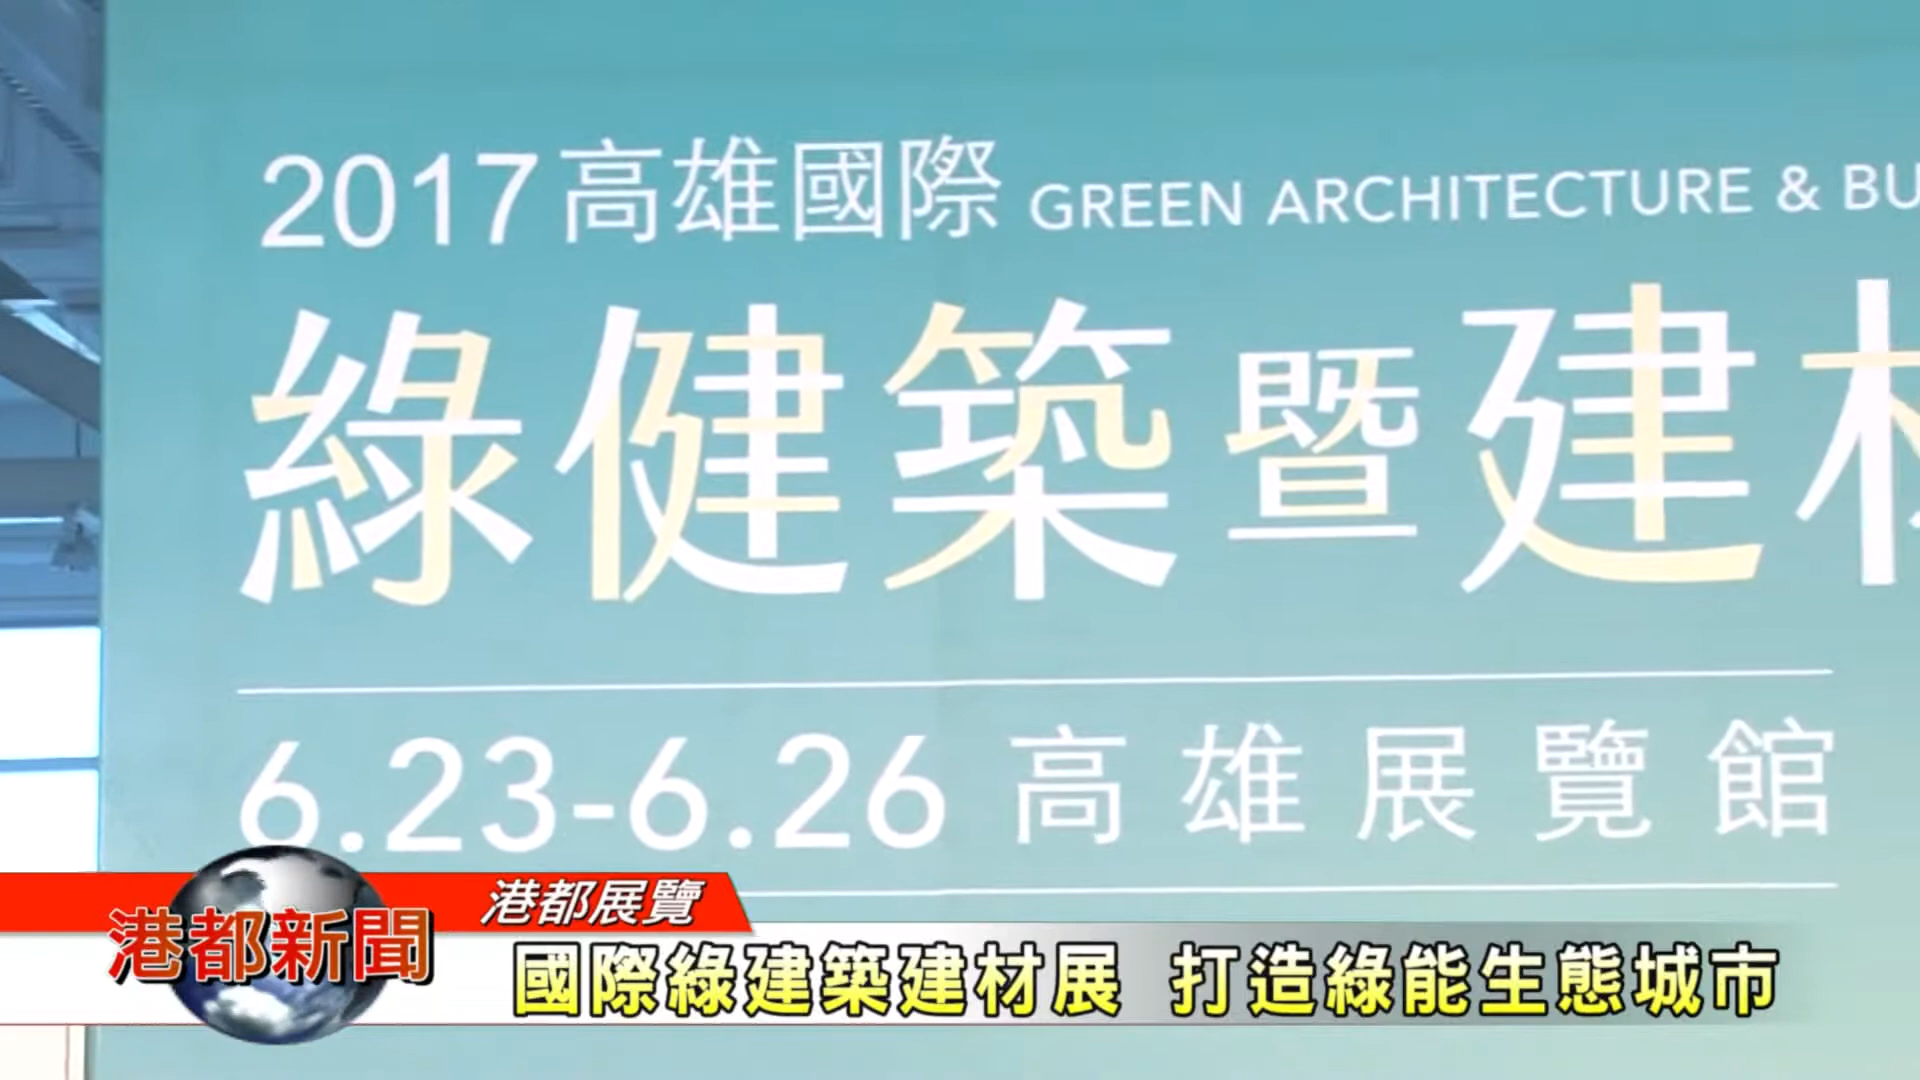 2017高雄國際 GREEN ARCHITECTURE & BU
綠健築暨建材
6.23-6.26 高雄展覽館
港都展覽
港都新聞
國際綠建築建材展 打造綠能生態城市